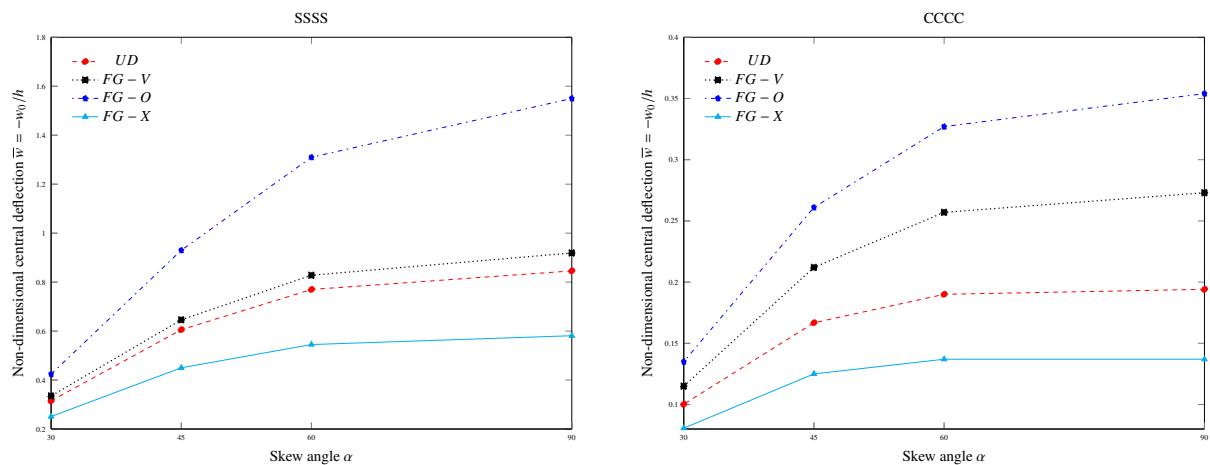 SSSS
Non-dimensional central deflection w̅ = −w₀/h
1.8
1.6
1.4
1.2
1
0.8
0.6
0.4
0.2
UD
FG − V
FG − O
FG − X
30
45
60
90
Skew angle α
CCCC
Non-dimensional central deflection w̅ = −w₀/h
0.4
0.35
0.3
0.25
0.2
0.15
0.1
UD
FG − V
FG − O
FG − X
30
45
60
90
Skew angle α